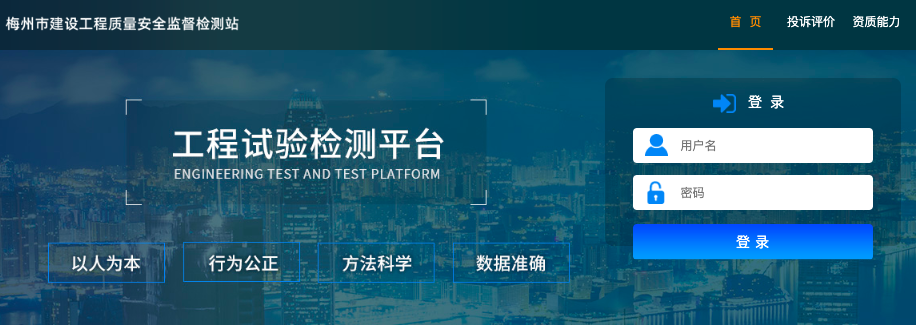 梅州市建设工程质量安全监督检测站
首 页 投诉评价 资质能力
登 录
工程试验检测平台
ENGINEERING TEST AND TEST PLATFORM
用户名
密码
登 录
以人为本 行为公正 方法科学 数据准确